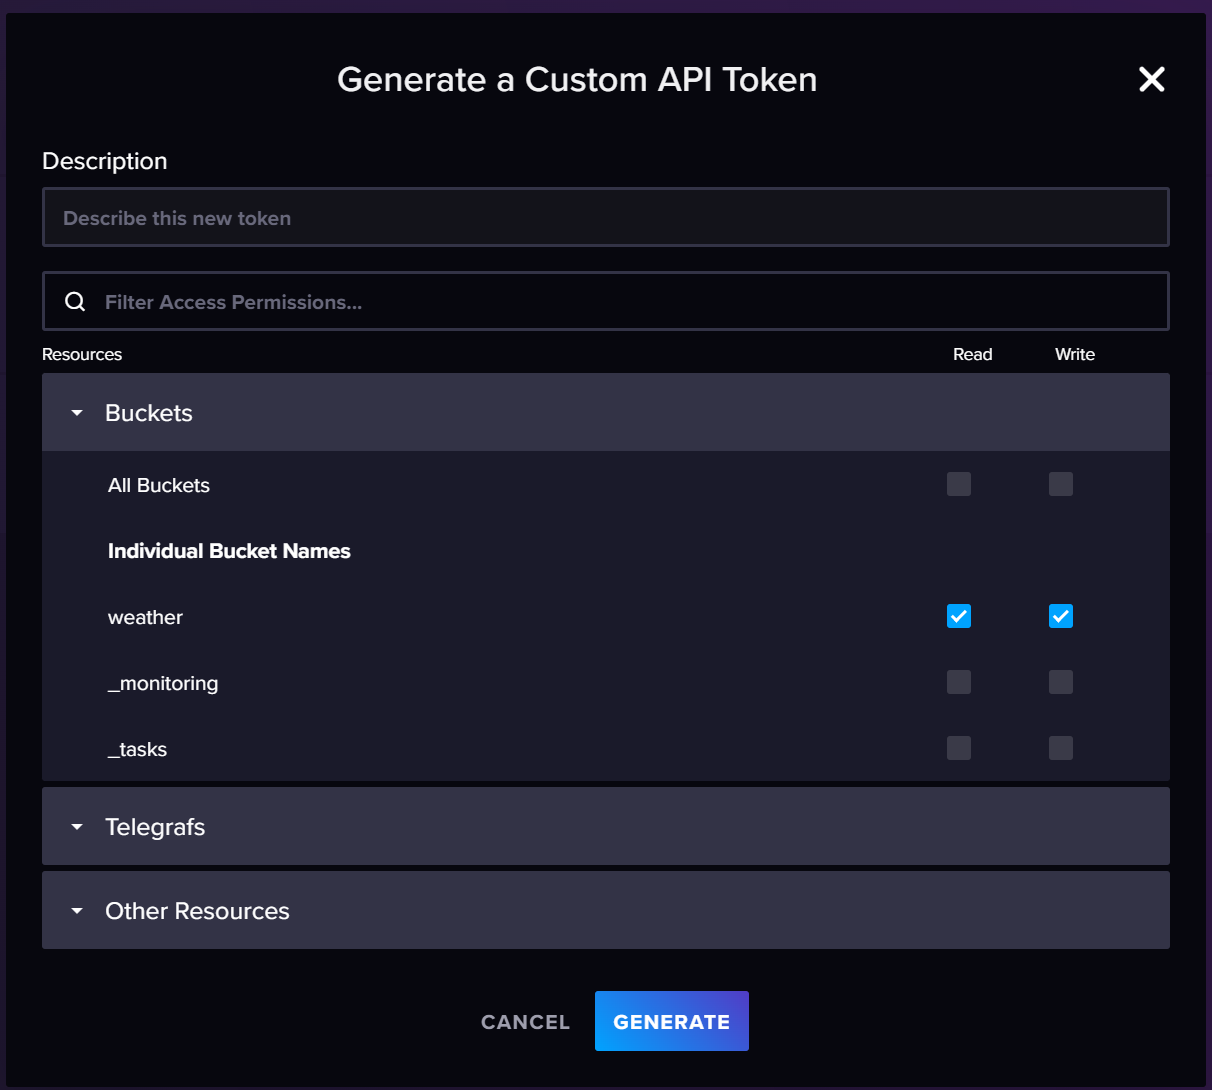 Generate a Custom API Token
Description
Describe this new token
Filter Access Permissions...
Resources Read Write
Buckets
All Buckets
Individual Bucket Names
weather
_monitoring
_tasks
Telegrafs
Other Resources
CANCEL GENERATE